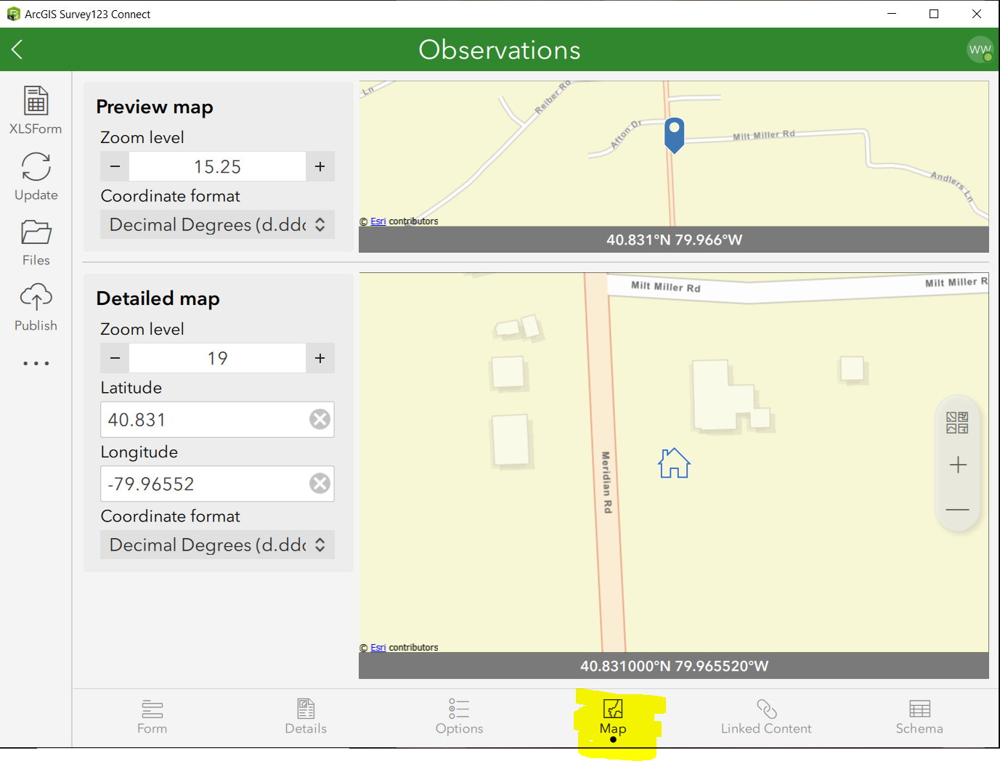 ArcGIS Survey123 Connect
Observations
WW
XLSForm
Update
Files
Publish
Preview map
Zoom level
− 15.25 +
Coordinate format
Decimal Degrees (d.ddc
Ln
Reiber Rd
Afton Dr
Milt Miller Rd
Andlers Ln
© Esri contributors
40.831°N 79.966°W
Detailed map
Zoom level
− 19 +
Latitude
40.831
Longitude
-79.96552
Coordinate format
Decimal Degrees (d.ddc
Milt Miller Rd
Milt Miller R
Meridian Rd
© Esri contributors
40.831000°N 79.965520°W
Form
Details
Options
Map
Linked Content
Schema